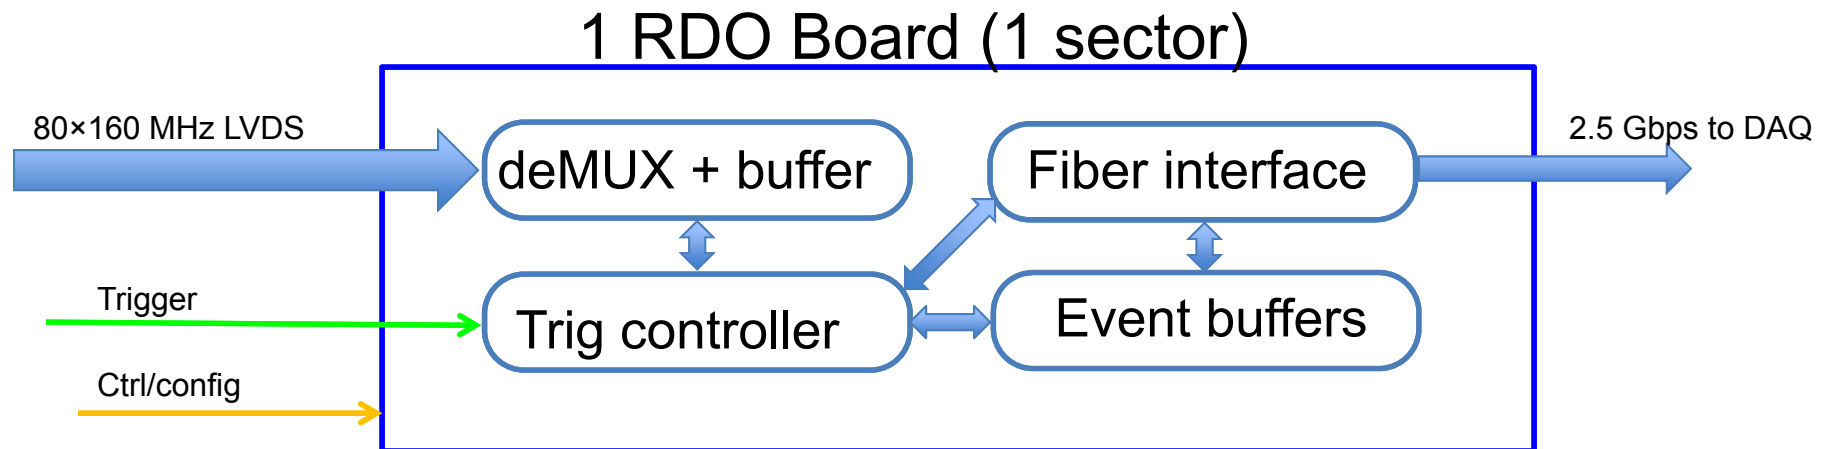 1 RDO Board (1 sector)
80×160 MHz LVDS
2.5 Gbps to DAQ
deMUX + buffer
Fiber interface
Trigger
Trig controller
Event buffers
Ctrl/config